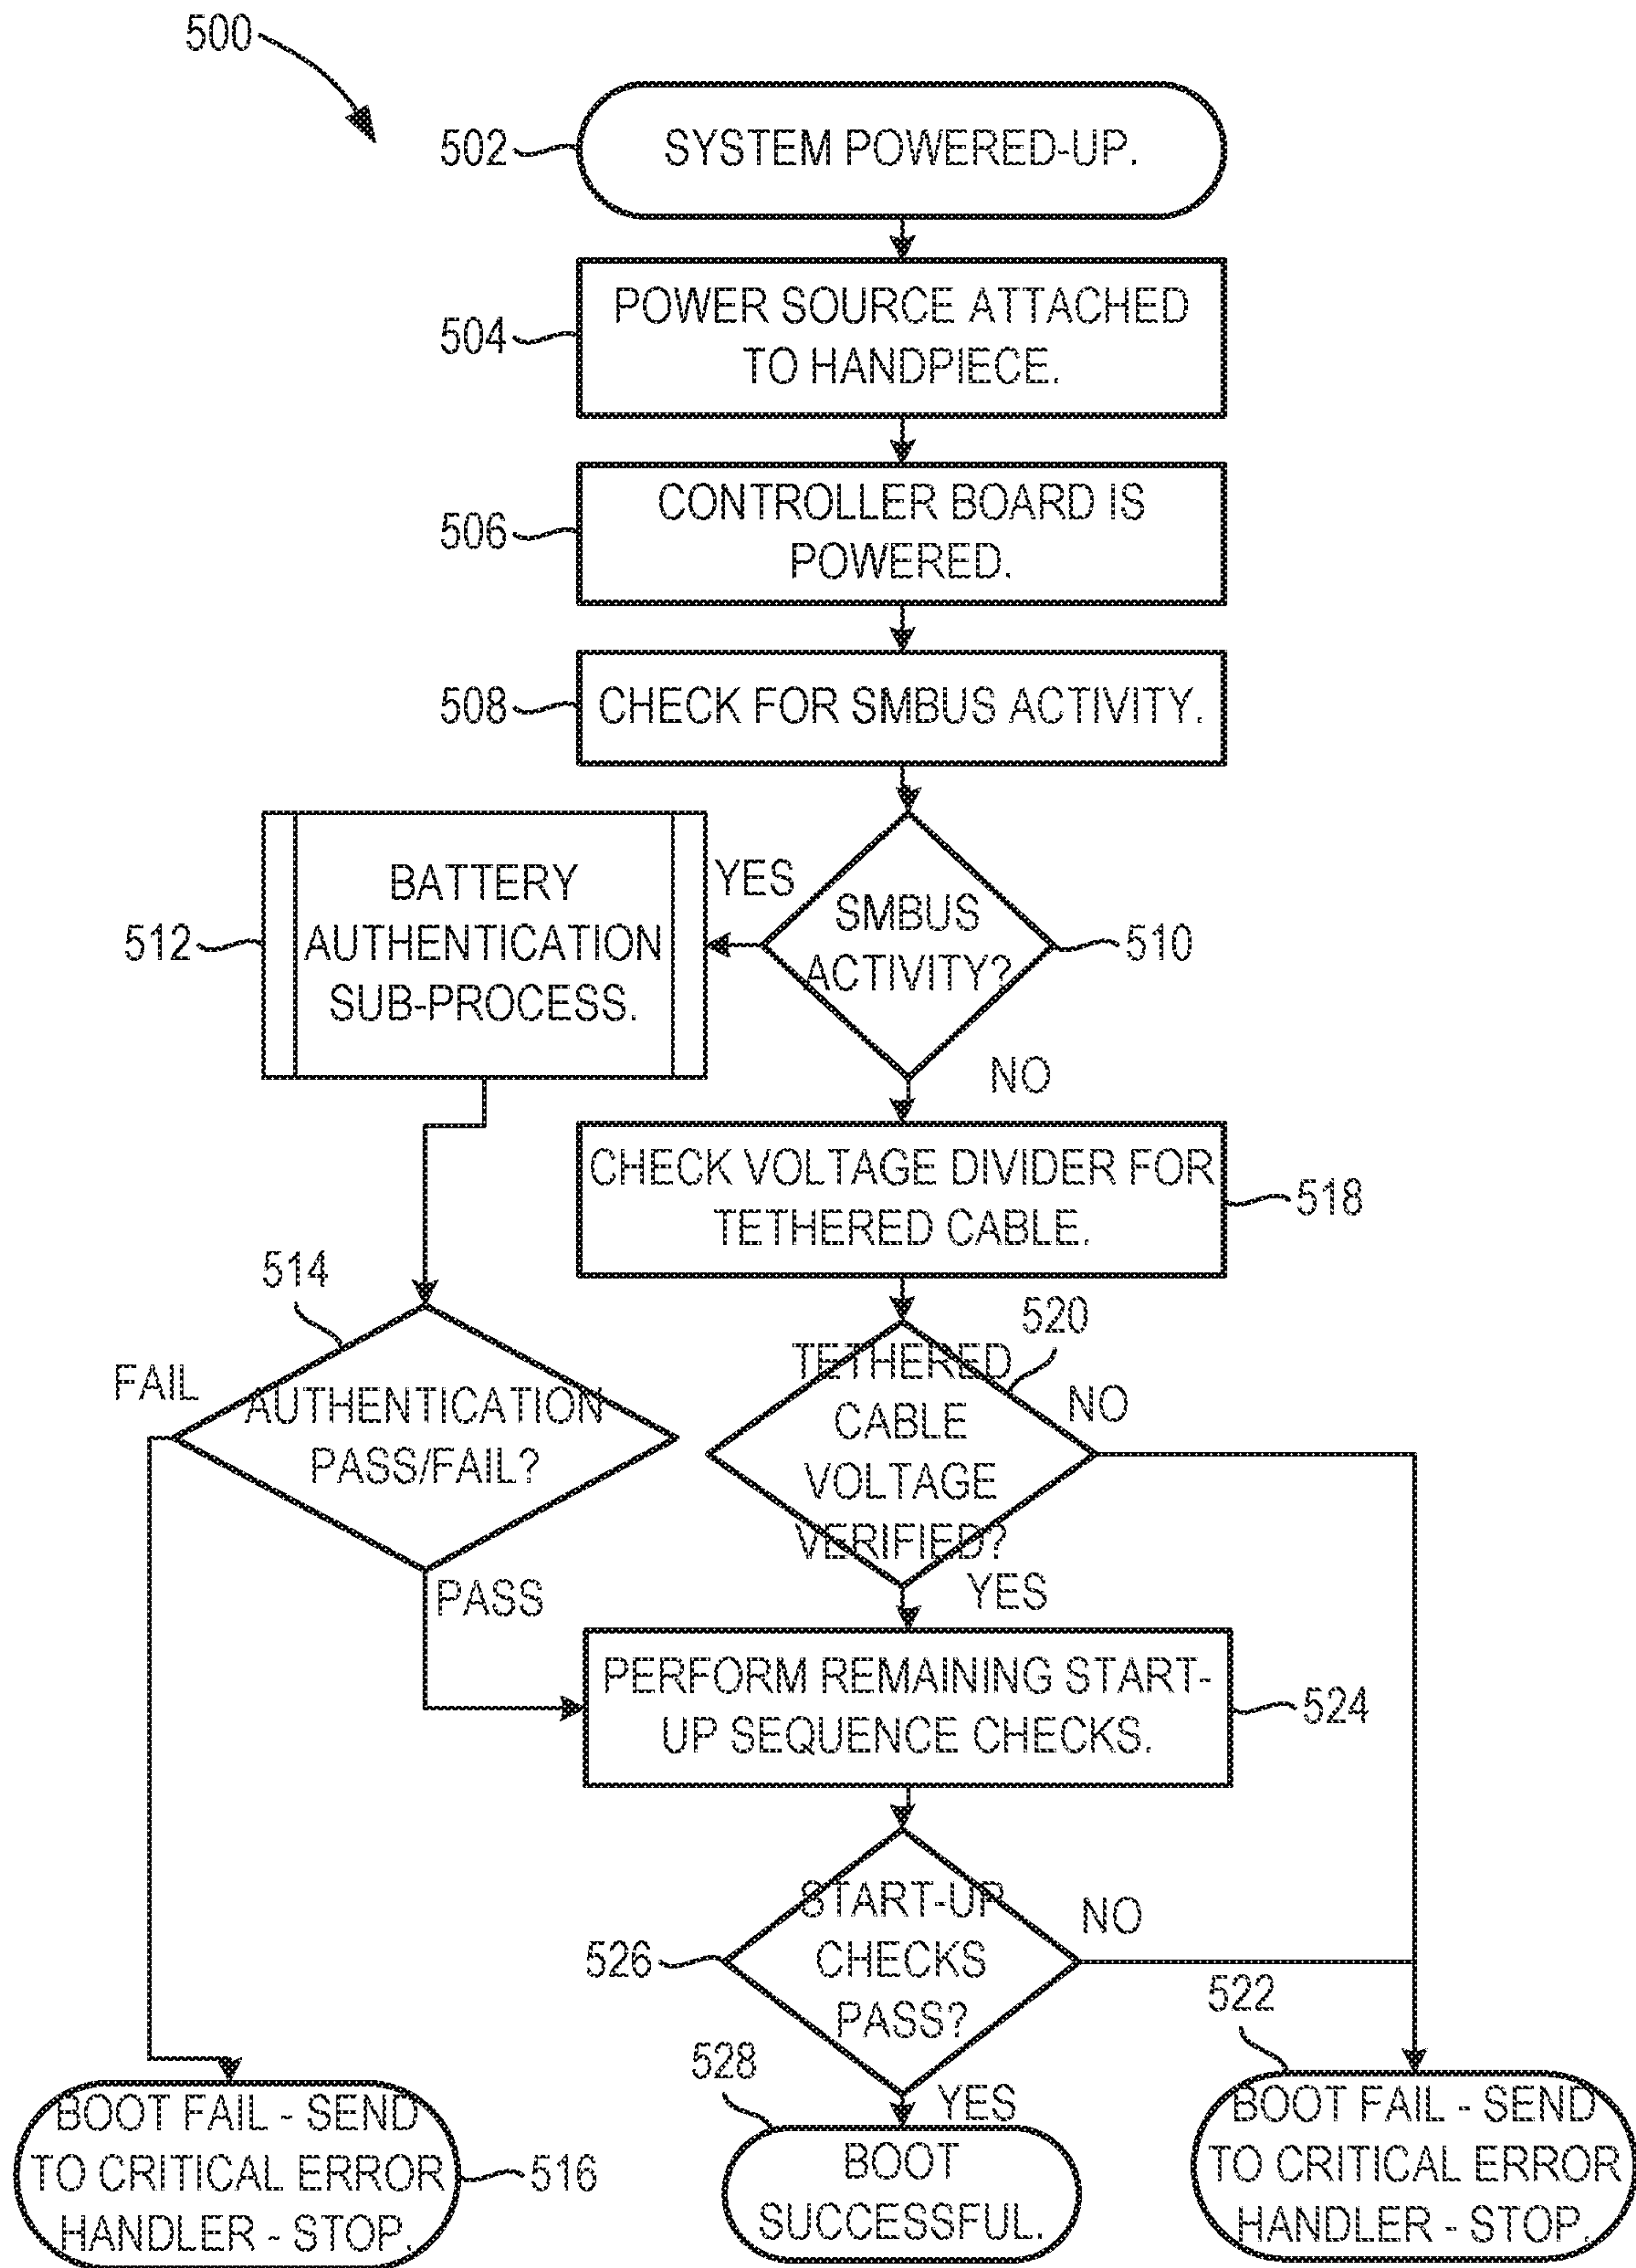 500
502
SYSTEM POWERED-UP.
504
POWER SOURCE ATTACHED
TO HANDPIECE.
506
CONTROLLER BOARD IS
POWERED.
508
CHECK FOR SMBUS ACTIVITY.
512
BATTERY
AUTHENTICATION
SUB-PROCESS.
YES
SMBUS
ACTIVITY?
510
NO
CHECK VOLTAGE DIVIDER FOR
TETHERED CABLE.
518
514
FAIL
AUTHENTICATION
PASS/FAIL?
PASS
520
TETHERED
CABLE
VOLTAGE
VERIFIED?
NO
YES
PERFORM REMAINING START-
UP SEQUENCE CHECKS.
524
526
START-UP
CHECKS
PASS?
NO
YES
522
528
BOOT FAIL - SEND
TO CRITICAL ERROR
HANDLER - STOP.
516
BOOT
SUCCESSFUL.
BOOT FAIL - SEND
TO CRITICAL ERROR
HANDLER - STOP.